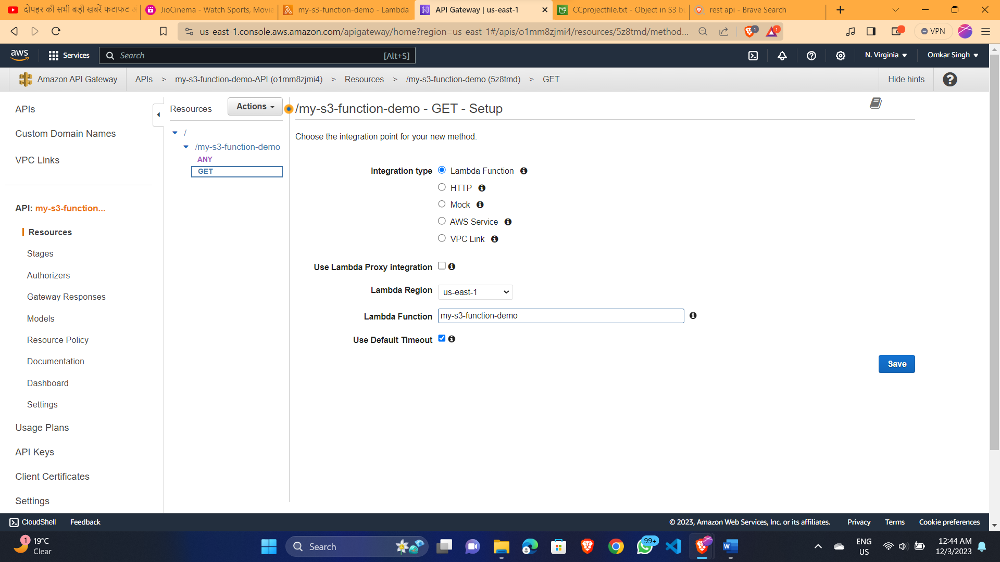 दोपहर की सभी बड़ी खबरें फटाफट
JioCinema - Watch Sports, Movie
my-s3-function-demo - Lambda
API Gateway | us-east-1
CCprojectfile.txt - Object in S3 bu
rest api - Brave Search
us-east-1.console.aws.amazon.com/apigateway/home?region=us-east-1#/apis/o1mm8zjmi4/resources/5z8tmd/method...
1
1
VPN
aws
Services
Search
[Alt+S]
N. Virginia
Omkar Singh
Amazon API Gateway
APIs > my-s3-function-demo-API (o1mm8zjmi4) > Resources > /my-s3-function-demo (5z8tmd) > GET
Hide hints
?
APIs
Custom Domain Names
VPC Links
API: my-s3-function...
Resources
Stages
Authorizers
Gateway Responses
Models
Resource Policy
Documentation
Dashboard
Settings
Usage Plans
API Keys
Client Certificates
Settings
Resources
Actions
/
/my-s3-function-demo
ANY
GET
/my-s3-function-demo - GET - Setup
Choose the integration point for your new method.
Integration type
Lambda Function
HTTP
Mock
AWS Service
VPC Link
Use Lambda Proxy integration
Lambda Region us-east-1
Lambda Function my-s3-function-demo
Use Default Timeout
Save
CloudShell
Feedback
© 2023, Amazon Web Services, Inc. or its affiliates.
Privacy
Terms
Cookie preferences
1
19°C
Clear
Search
99+
ENG
US
12:44 AM
12/3/2023